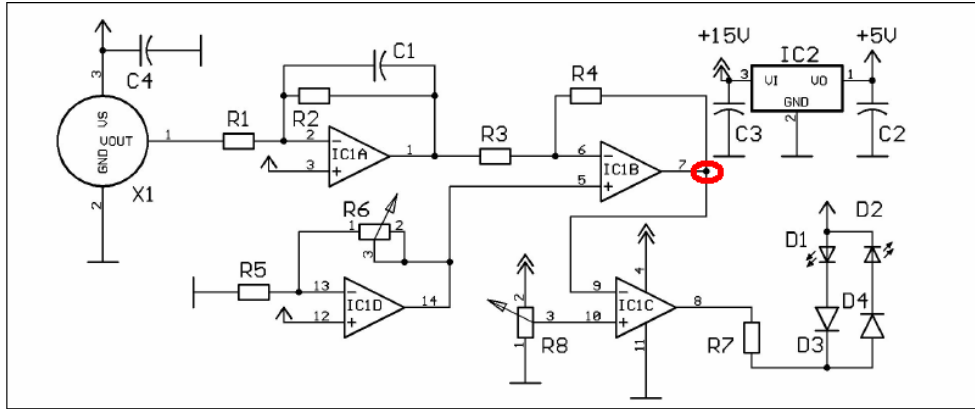 +15V
+5V
IC2
3
VI
VO
1
GND
2
C3
C2
C4
3
VS
VOUT
GND
1
2
X1
R1
C1
R2
2
3
IC1A
1
R3
R4
6
5
IC1B
7
R6
1
2
3
R5
13
12
IC1D
14
2
3
1
R8
9
10
IC1C
4
11
8
R7
D1
D2
D3
D4